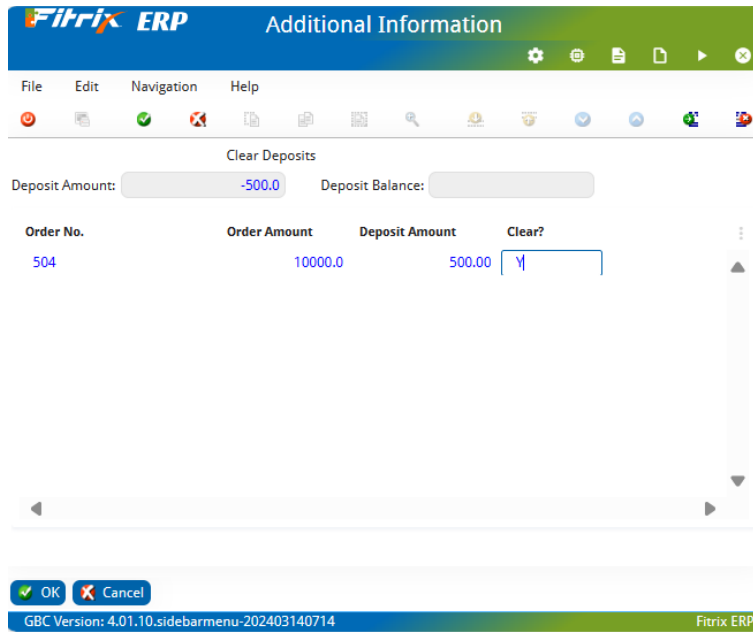 Fitrix ERP Additional Information
File Edit Navigation Help
Clear Deposits
Deposit Amount: -500.0 Deposit Balance:
Order No. Order Amount Deposit Amount Clear?
504 10000.0 500.00 Y
OK Cancel
GBC Version: 4.01.10.sidebarmenu-202403140714 Fitrix ERP